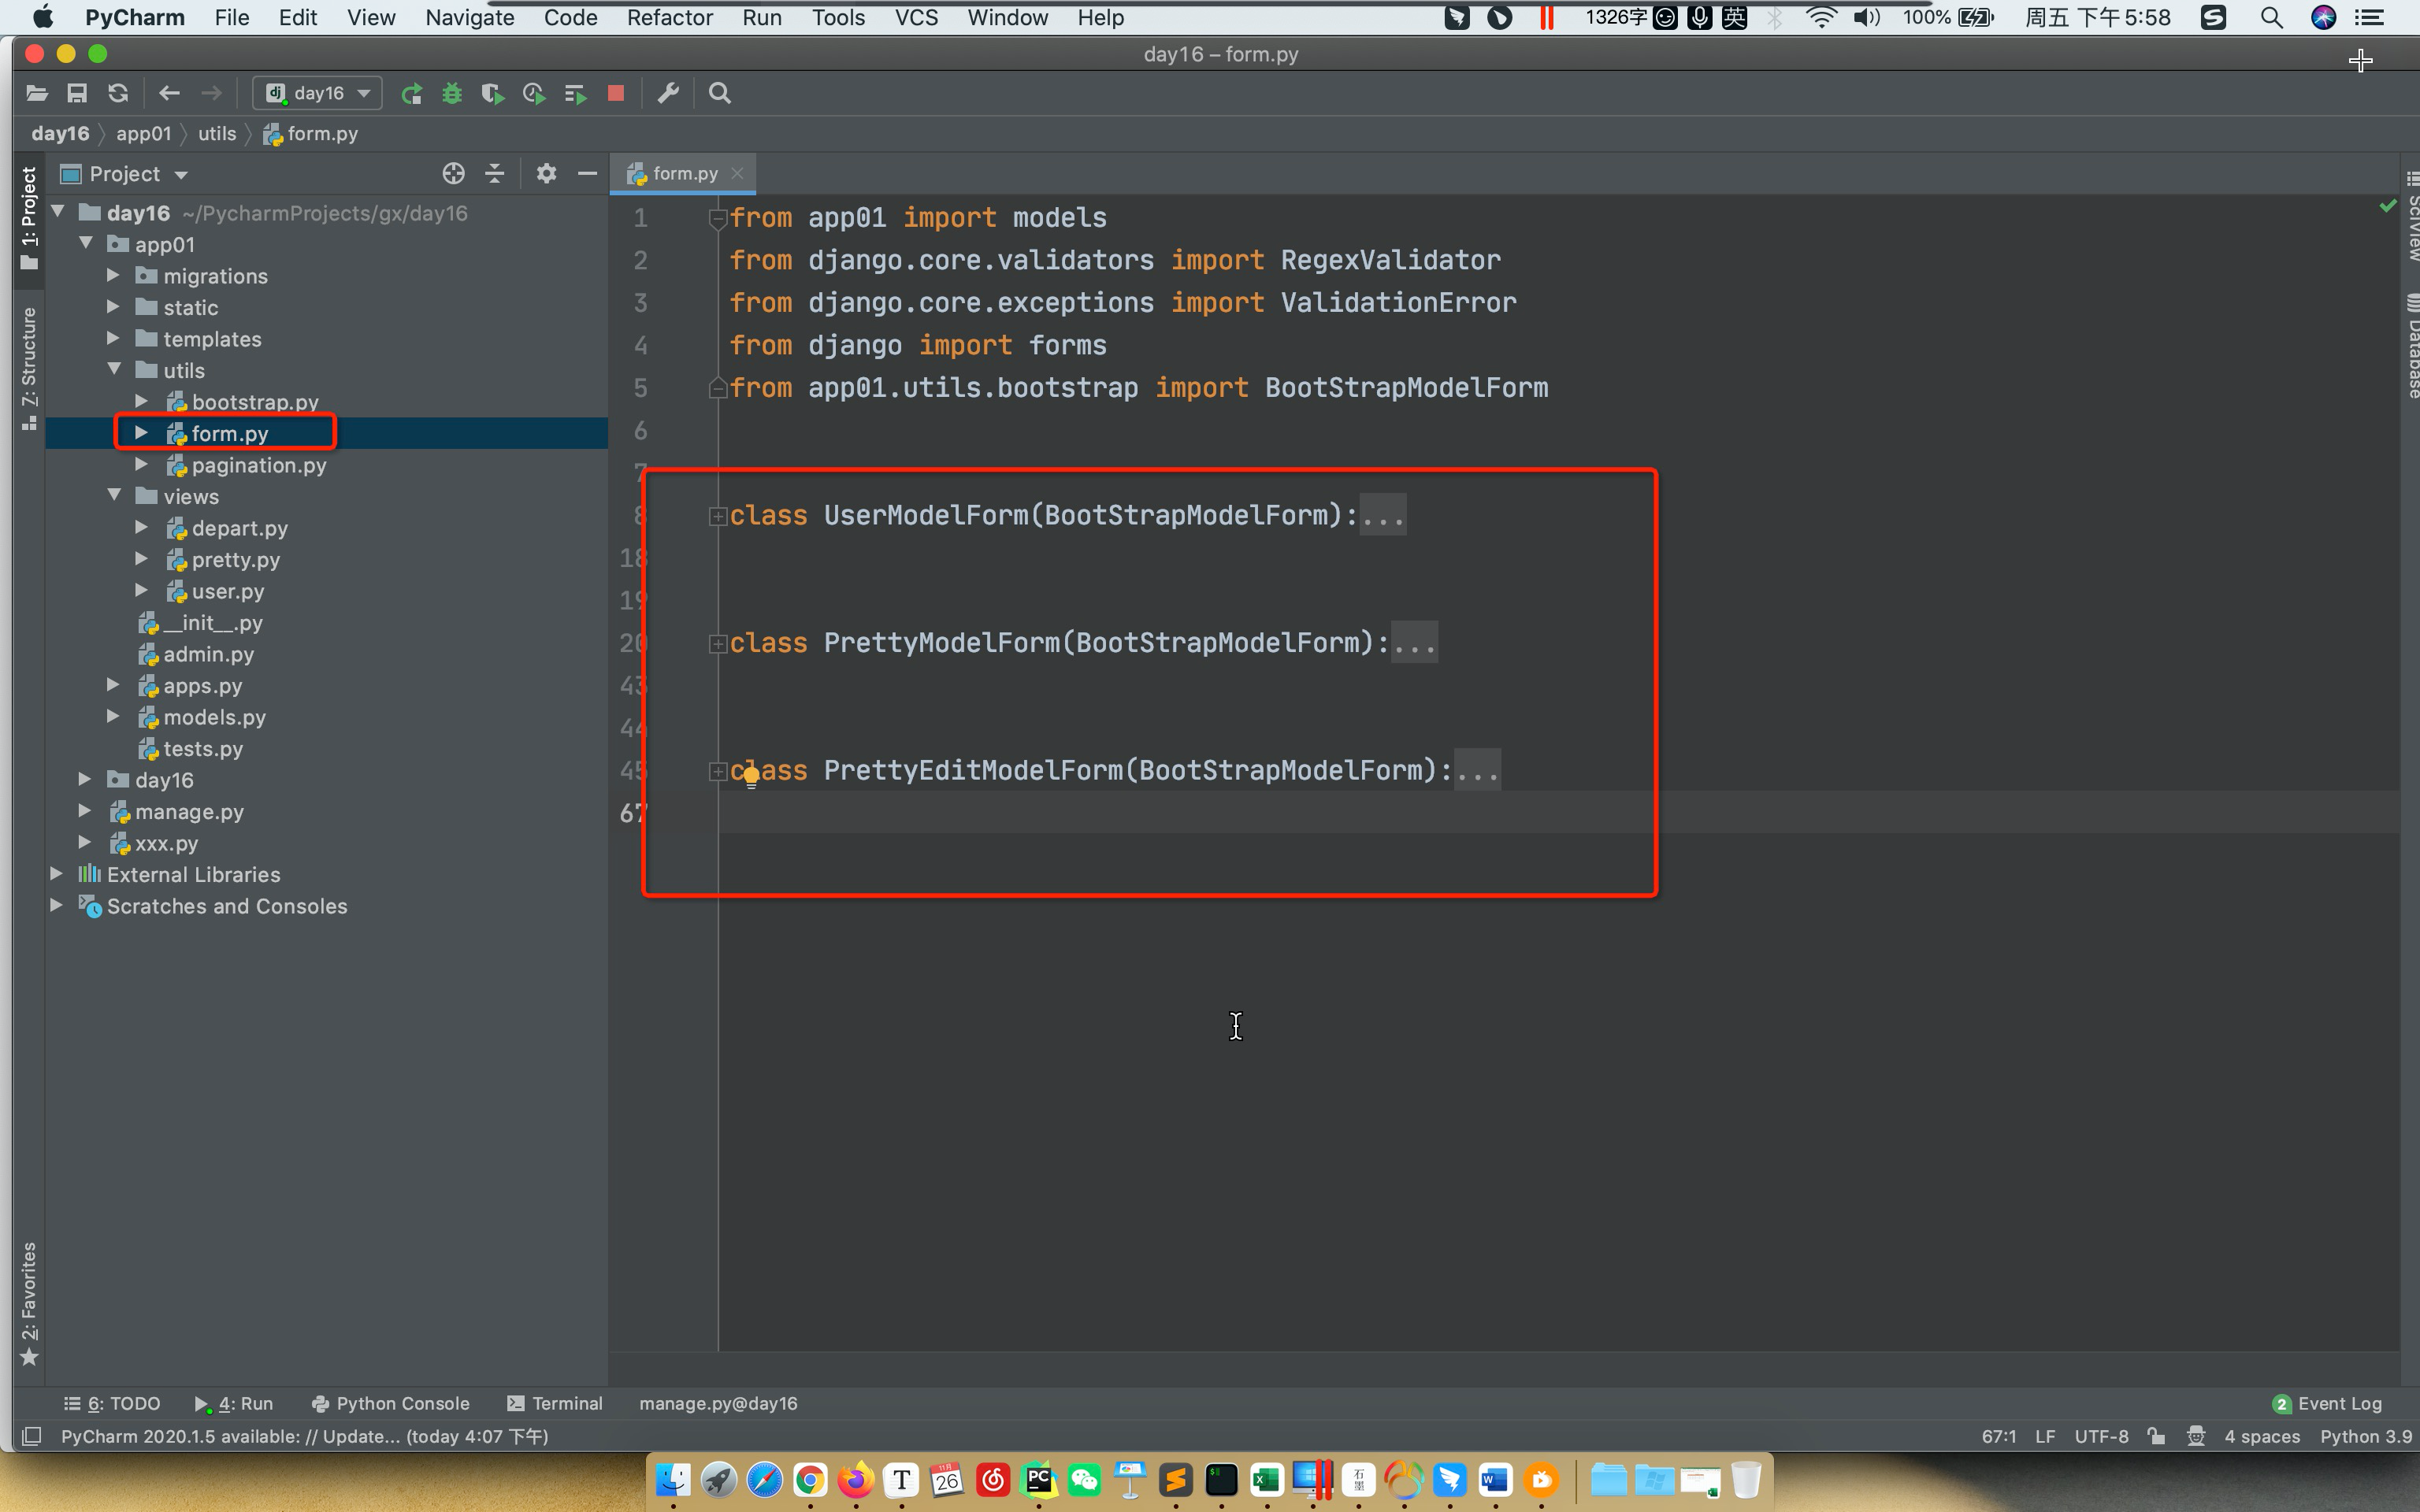 PyCharm File Edit View Navigate Code Refactor Run Tools VCS Window Help 1326字 英 100% 周五 下午5:58
day16 – form.py
dj day16
day16 app01 utils form.py
1: Project
Project
form.py
day16 ~/PycharmProjects/gx/day16
app01
migrations
static
templates
utils
bootstrap.py
form.py
pagination.py
views
depart.py
pretty.py
user.py
__init__.py
admin.py
apps.py
models.py
tests.py
day16
manage.py
xxx.py
External Libraries
Scratches and Consoles
7: Structure
2: Favorites
1 from app01 import models
2 from django.core.validators import RegexValidator
3 from django.core.exceptions import ValidationError
4 from django import forms
5 from app01.utils.bootstrap import BootStrapModelForm
6
7
8 class UserModelForm(BootStrapModelForm):...
18
19
20 class PrettyModelForm(BootStrapModelForm):...
43
44
45 class PrettyEditModelForm(BootStrapModelForm):...
67
SciView
Database
6: TODO 4: Run Python Console Terminal manage.py@day16 2 Event Log
PyCharm 2020.1.5 available: // Update... (today 4:07 下午) 67:1 LF UTF-8 4 spaces Python 3.9
T 11月 26 PC $ X 石墨 W